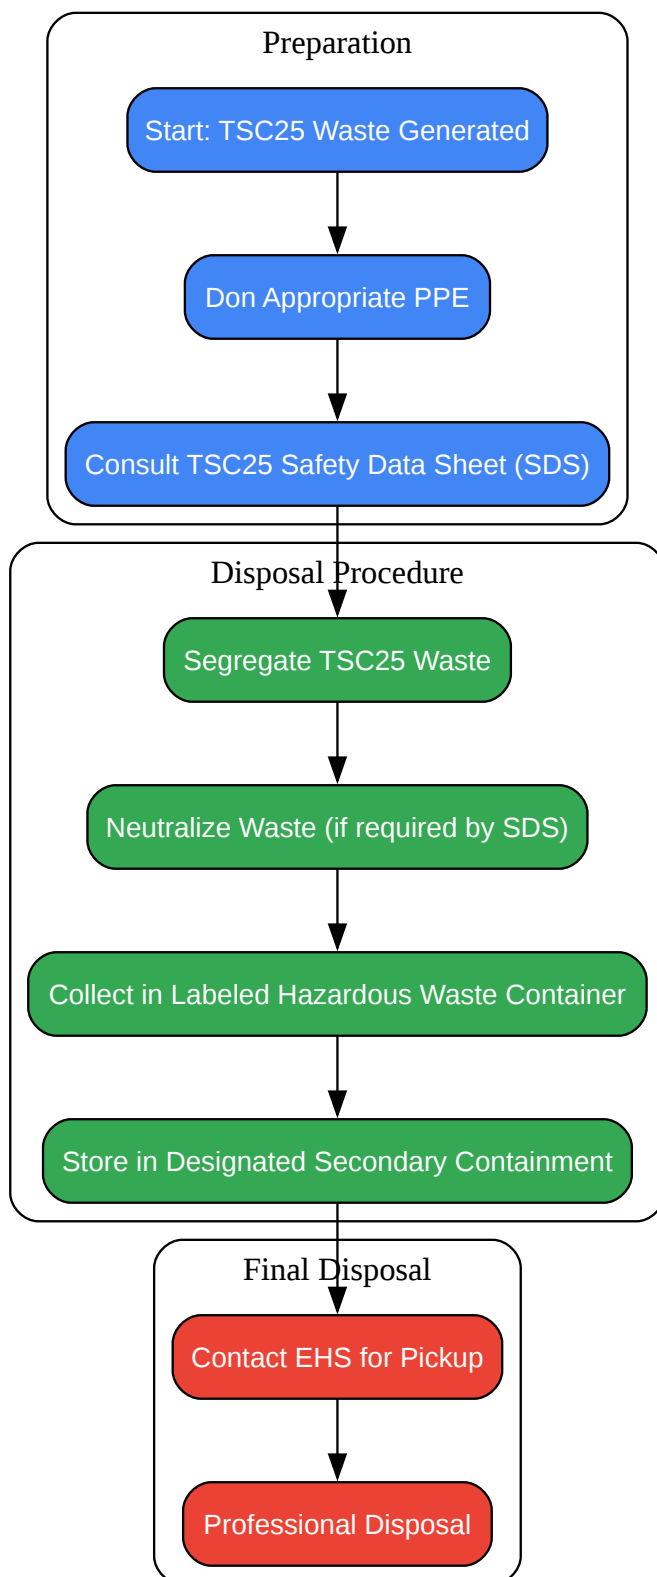 Preparation
Start: TSC25 Waste Generated
Don Appropriate PPE
Consult TSC25 Safety Data Sheet (SDS)
Disposal Procedure
Segregate TSC25 Waste
Neutralize Waste (if required by SDS)
Collect in Labeled Hazardous Waste Container
Store in Designated Secondary Containment
Final Disposal
Contact EHS for Pickup
Professional Disposal